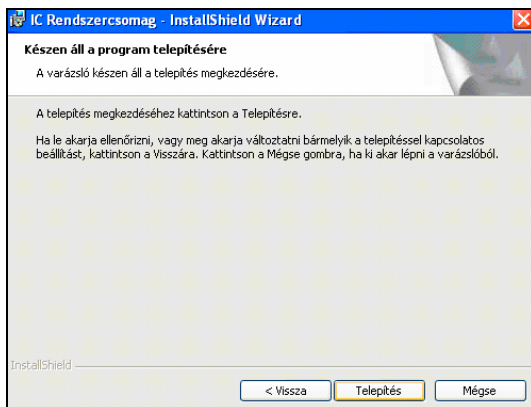 IC Rendszercsomag - InstallShield Wizard
Készen áll a program telepítésére
A varázsló készen áll a telepítés megkezdésére.
A telepítés megkezdéséhez kattintson a Telepítésre.
Ha le akarja ellenőrizni, vagy meg akarja változtatni bármelyik a telepítéssel kapcsolatos
beállítást, kattintson a Visszára. Kattintson a Mégse gombra, ha ki akar lépni a varázslóból.
InstallShield
< Vissza Telepítés Mégse